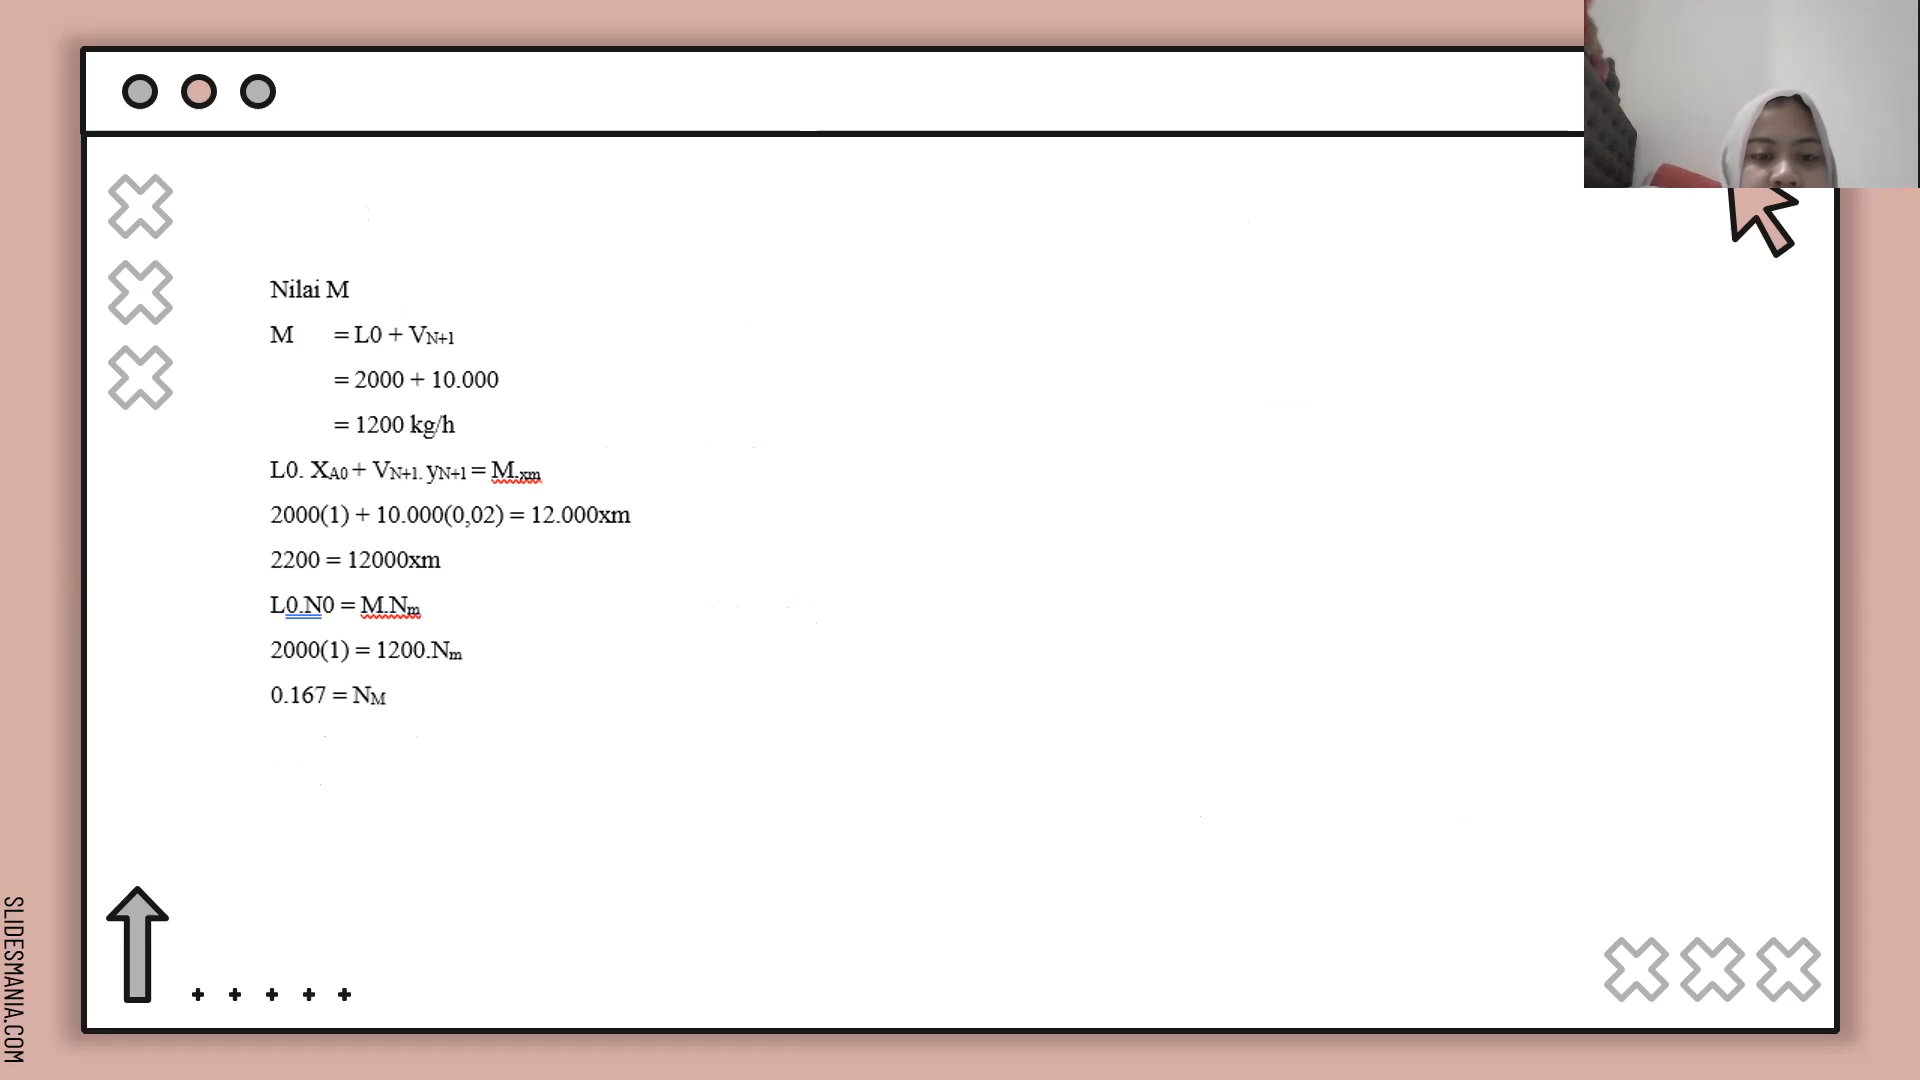 Nilai M
M = L0 + VN+1
= 2000 + 10.000
= 1200 kg/h
L0. XA0 + VN+1. yN+1 = M.xm
2000(1) + 10.000(0,02) = 12.000xm
2200 = 12000xm
L0.N0 = M.Nm
2000(1) = 1200.Nm
0.167 = NM
SLIDESMANIA.COM